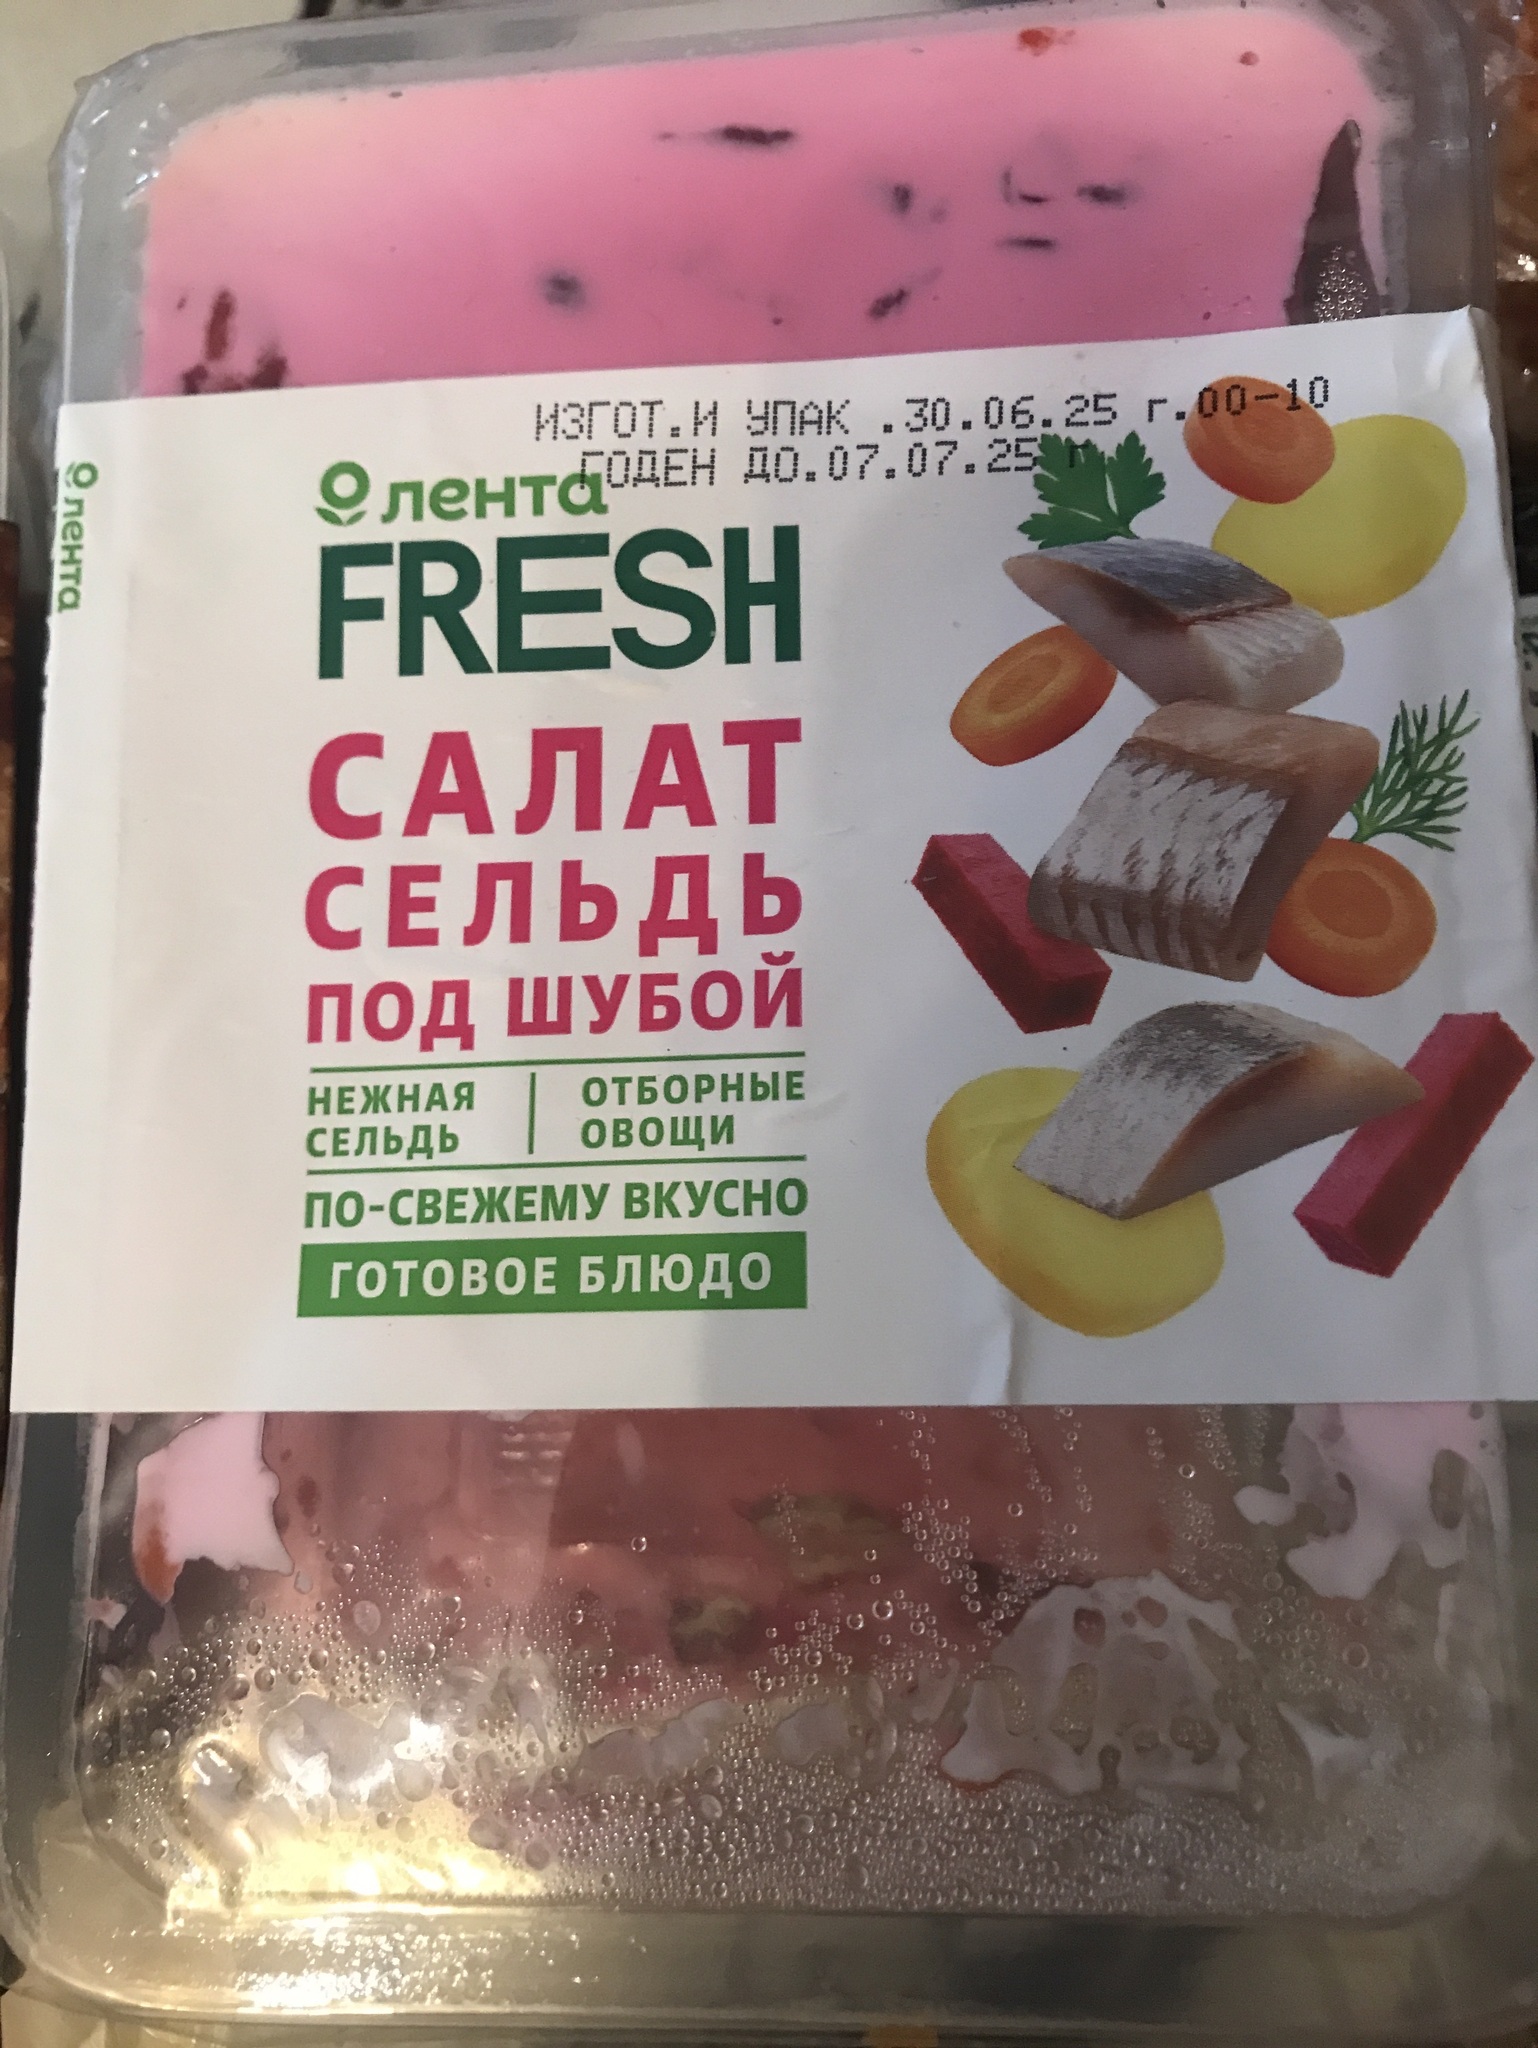 ИЗГОТ.И УПАК .30.06.25 г.00-10
ГОДЕН ДО.07.07.25 г
лента
FRESH
САЛАТ
СЕЛЬДЬ
ПОД ШУБОЙ
НЕЖНАЯ СЕЛЬДЬ
ОТБОРНЫЕ ОВОЩИ
ПО-СВЕЖЕМУ ВКУСНО
ГОТОВОЕ БЛЮДО
лента